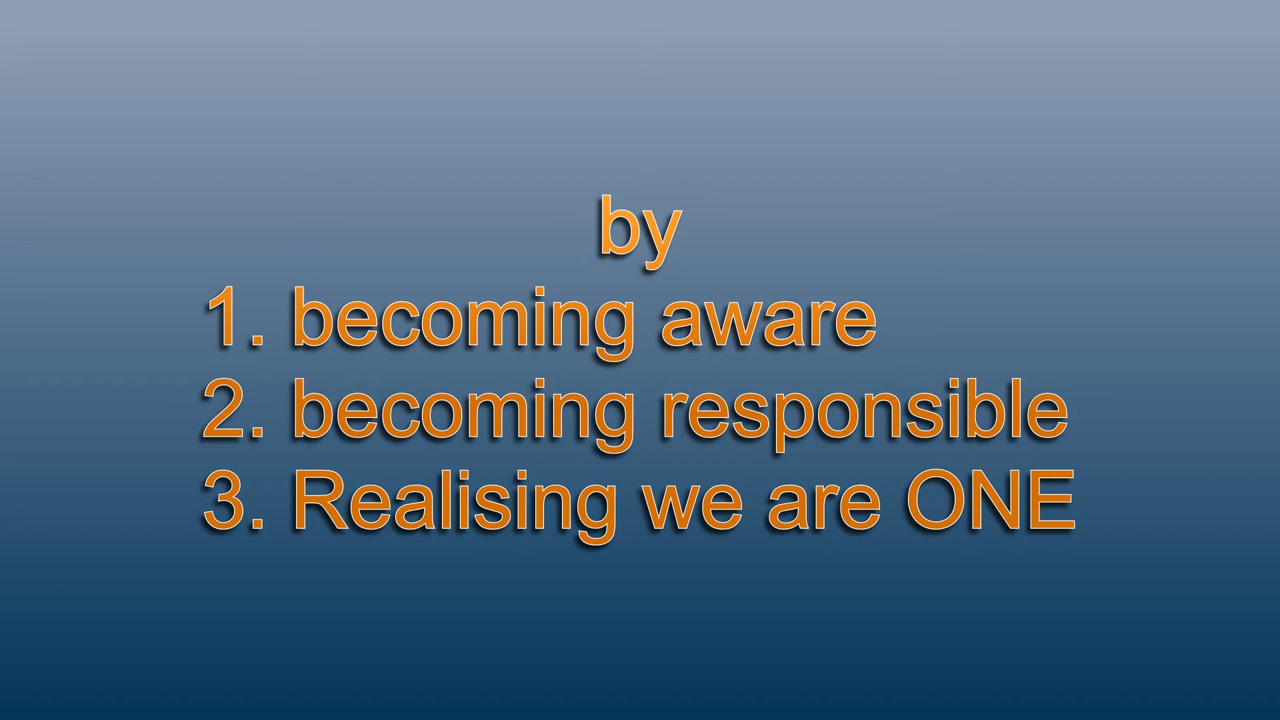 by
1. becoming aware
2. becoming responsible
3. Realising we are ONE